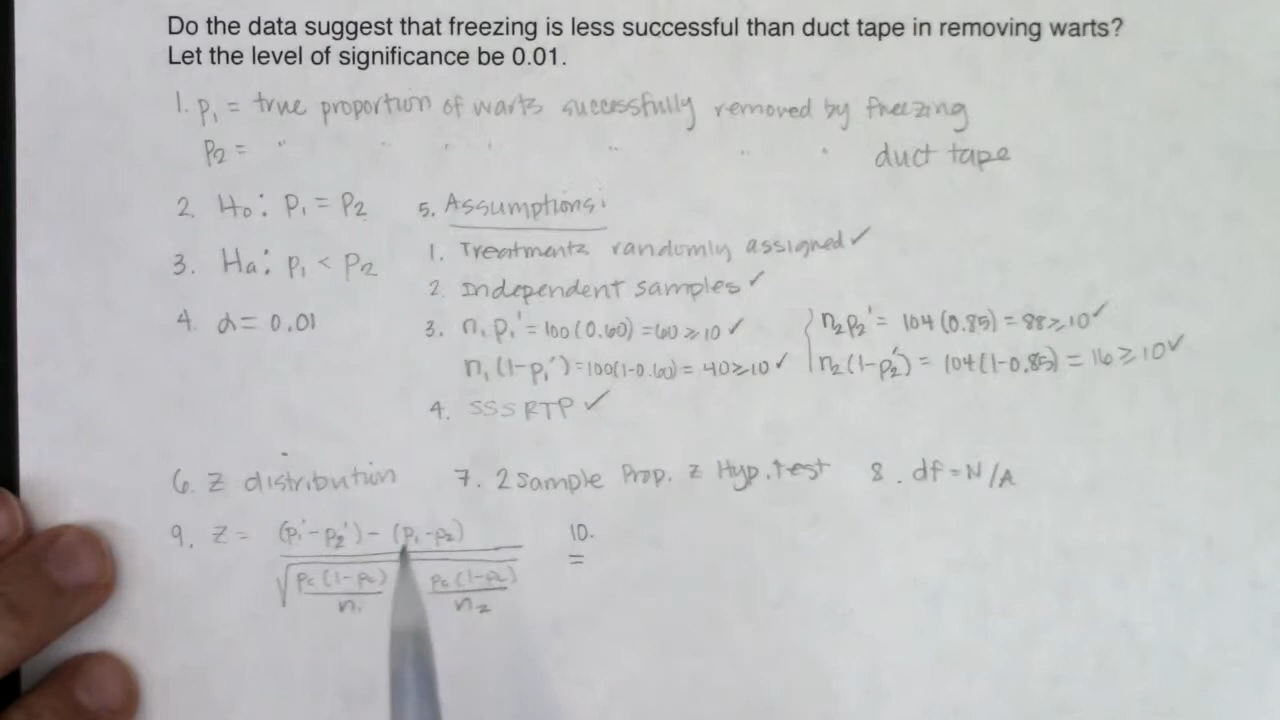 Do the data suggest that freezing is less successful than duct tape in removing warts?
Let the level of significance be 0.01.
1. p₁ = true proportion of warts successfully removed by freezing
p₂ = " " " " " " " duct tape
2. H₀: p₁ = p₂
3. Ha: p₁ < p₂
4. α = 0.01
5. Assumptions:
1. Treatments randomly assigned ✓
2. Independent samples ✓
3. n₁p₁' = 100(0.60) = 60 ≥ 10 ✓
n₁(1-p₁') = 100(1-0.60) = 40 ≥ 10 ✓
n₂p₂' = 104(0.85) = 88 ≥ 10 ✓
n₂(1-p₂') = 104(1-0.85) = 16 ≥ 10 ✓
4. SSSRTP ✓
6. Z distribution 7. 2 Sample Prop. z Hyp. test 8. df = N/A
9. Z = (p₁'-p₂') - (p₁-p₂) 10.
√ pc(1-pc) pc(1-pc) =
n₁ n₂